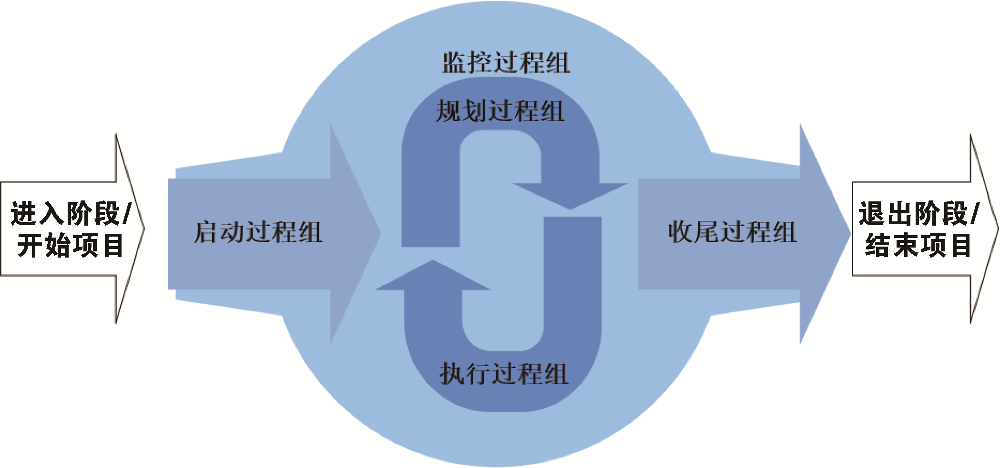 监控过程组
规划过程组
进入阶段/
开始项目
启动过程组
收尾过程组
退出阶段/
结束项目
执行过程组